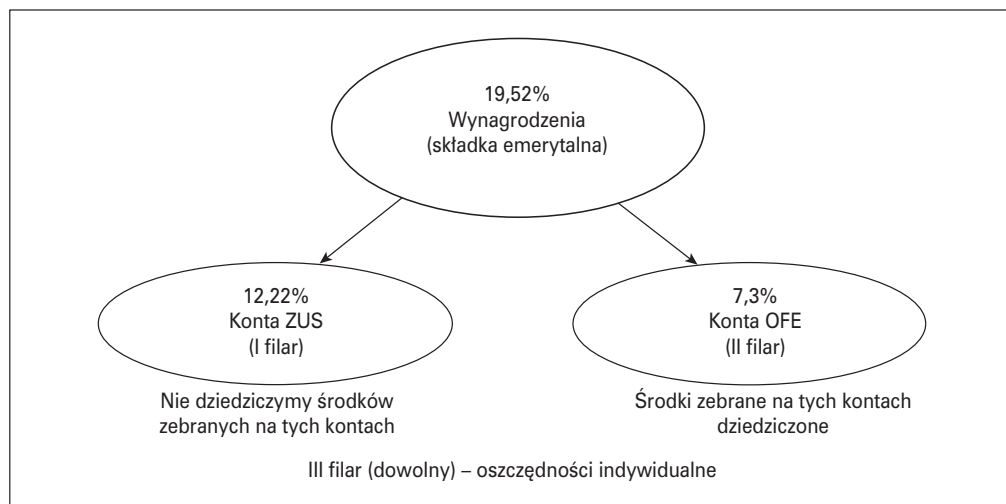 19,52%
Wynagrodzenia
(składka emerytalna)
12,22%
Konta ZUS
(I filar)
7,3%
Konta OFE
(II filar)
Nie dziedziczymy środków
zebranych na tych kontach
Środki zebrane na tych kontach
dziedziczone
III filar (dowolny) – oszczędności indywidualne